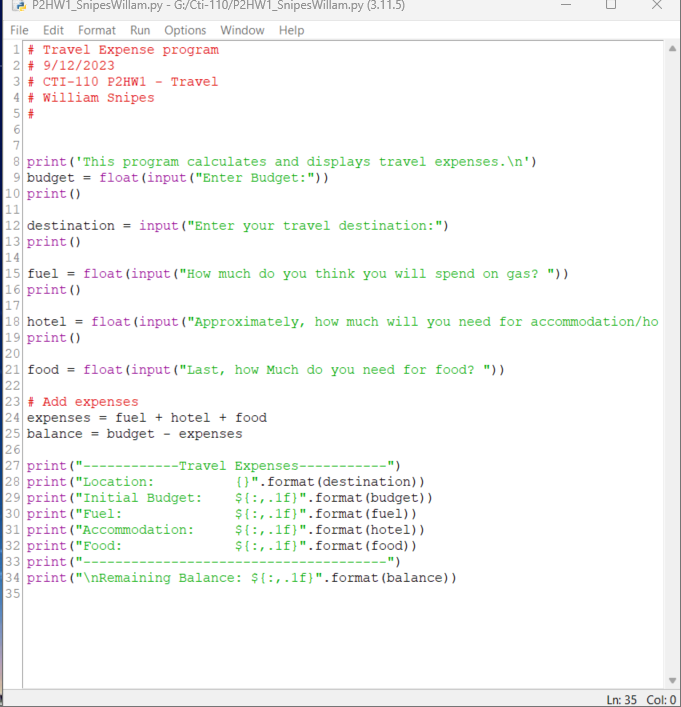 P2HW1_SnipesWillam.py - G:/Cti-110/P2HW1_SnipesWillam.py (3.11.5)
File Edit Format Run Options Window Help
1 # Travel Expense program
2 # 9/12/2023
3 # CTI-110 P2HW1 - Travel
4 # William Snipes
5 #
6
7
8 print('This program calculates and displays travel expenses.\n')
9 budget = float(input("Enter Budget:"))
10 print()
11
12 destination = input("Enter your travel destination:")
13 print()
14
15 fuel = float(input("How much do you think you will spend on gas? "))
16 print()
17
18 hotel = float(input("Approximately, how much will you need for accommodation/ho
19 print()
20
21 food = float(input("Last, how Much do you need for food? "))
22
23 # Add expenses
24 expenses = fuel + hotel + food
25 balance = budget - expenses
26
27 print("------------Travel Expenses-----------")
28 print("Location:          {}".format(destination))
29 print("Initial Budget:    ${:,.1f}".format(budget))
30 print("Fuel:              ${:,.1f}".format(fuel))
31 print("Accommodation:     ${:,.1f}".format(hotel))
32 print("Food:              ${:,.1f}".format(food))
33 print("--------------------------------------")
34 print("\nRemaining Balance: ${:,.1f}".format(balance))
35
Ln: 35 Col: 0